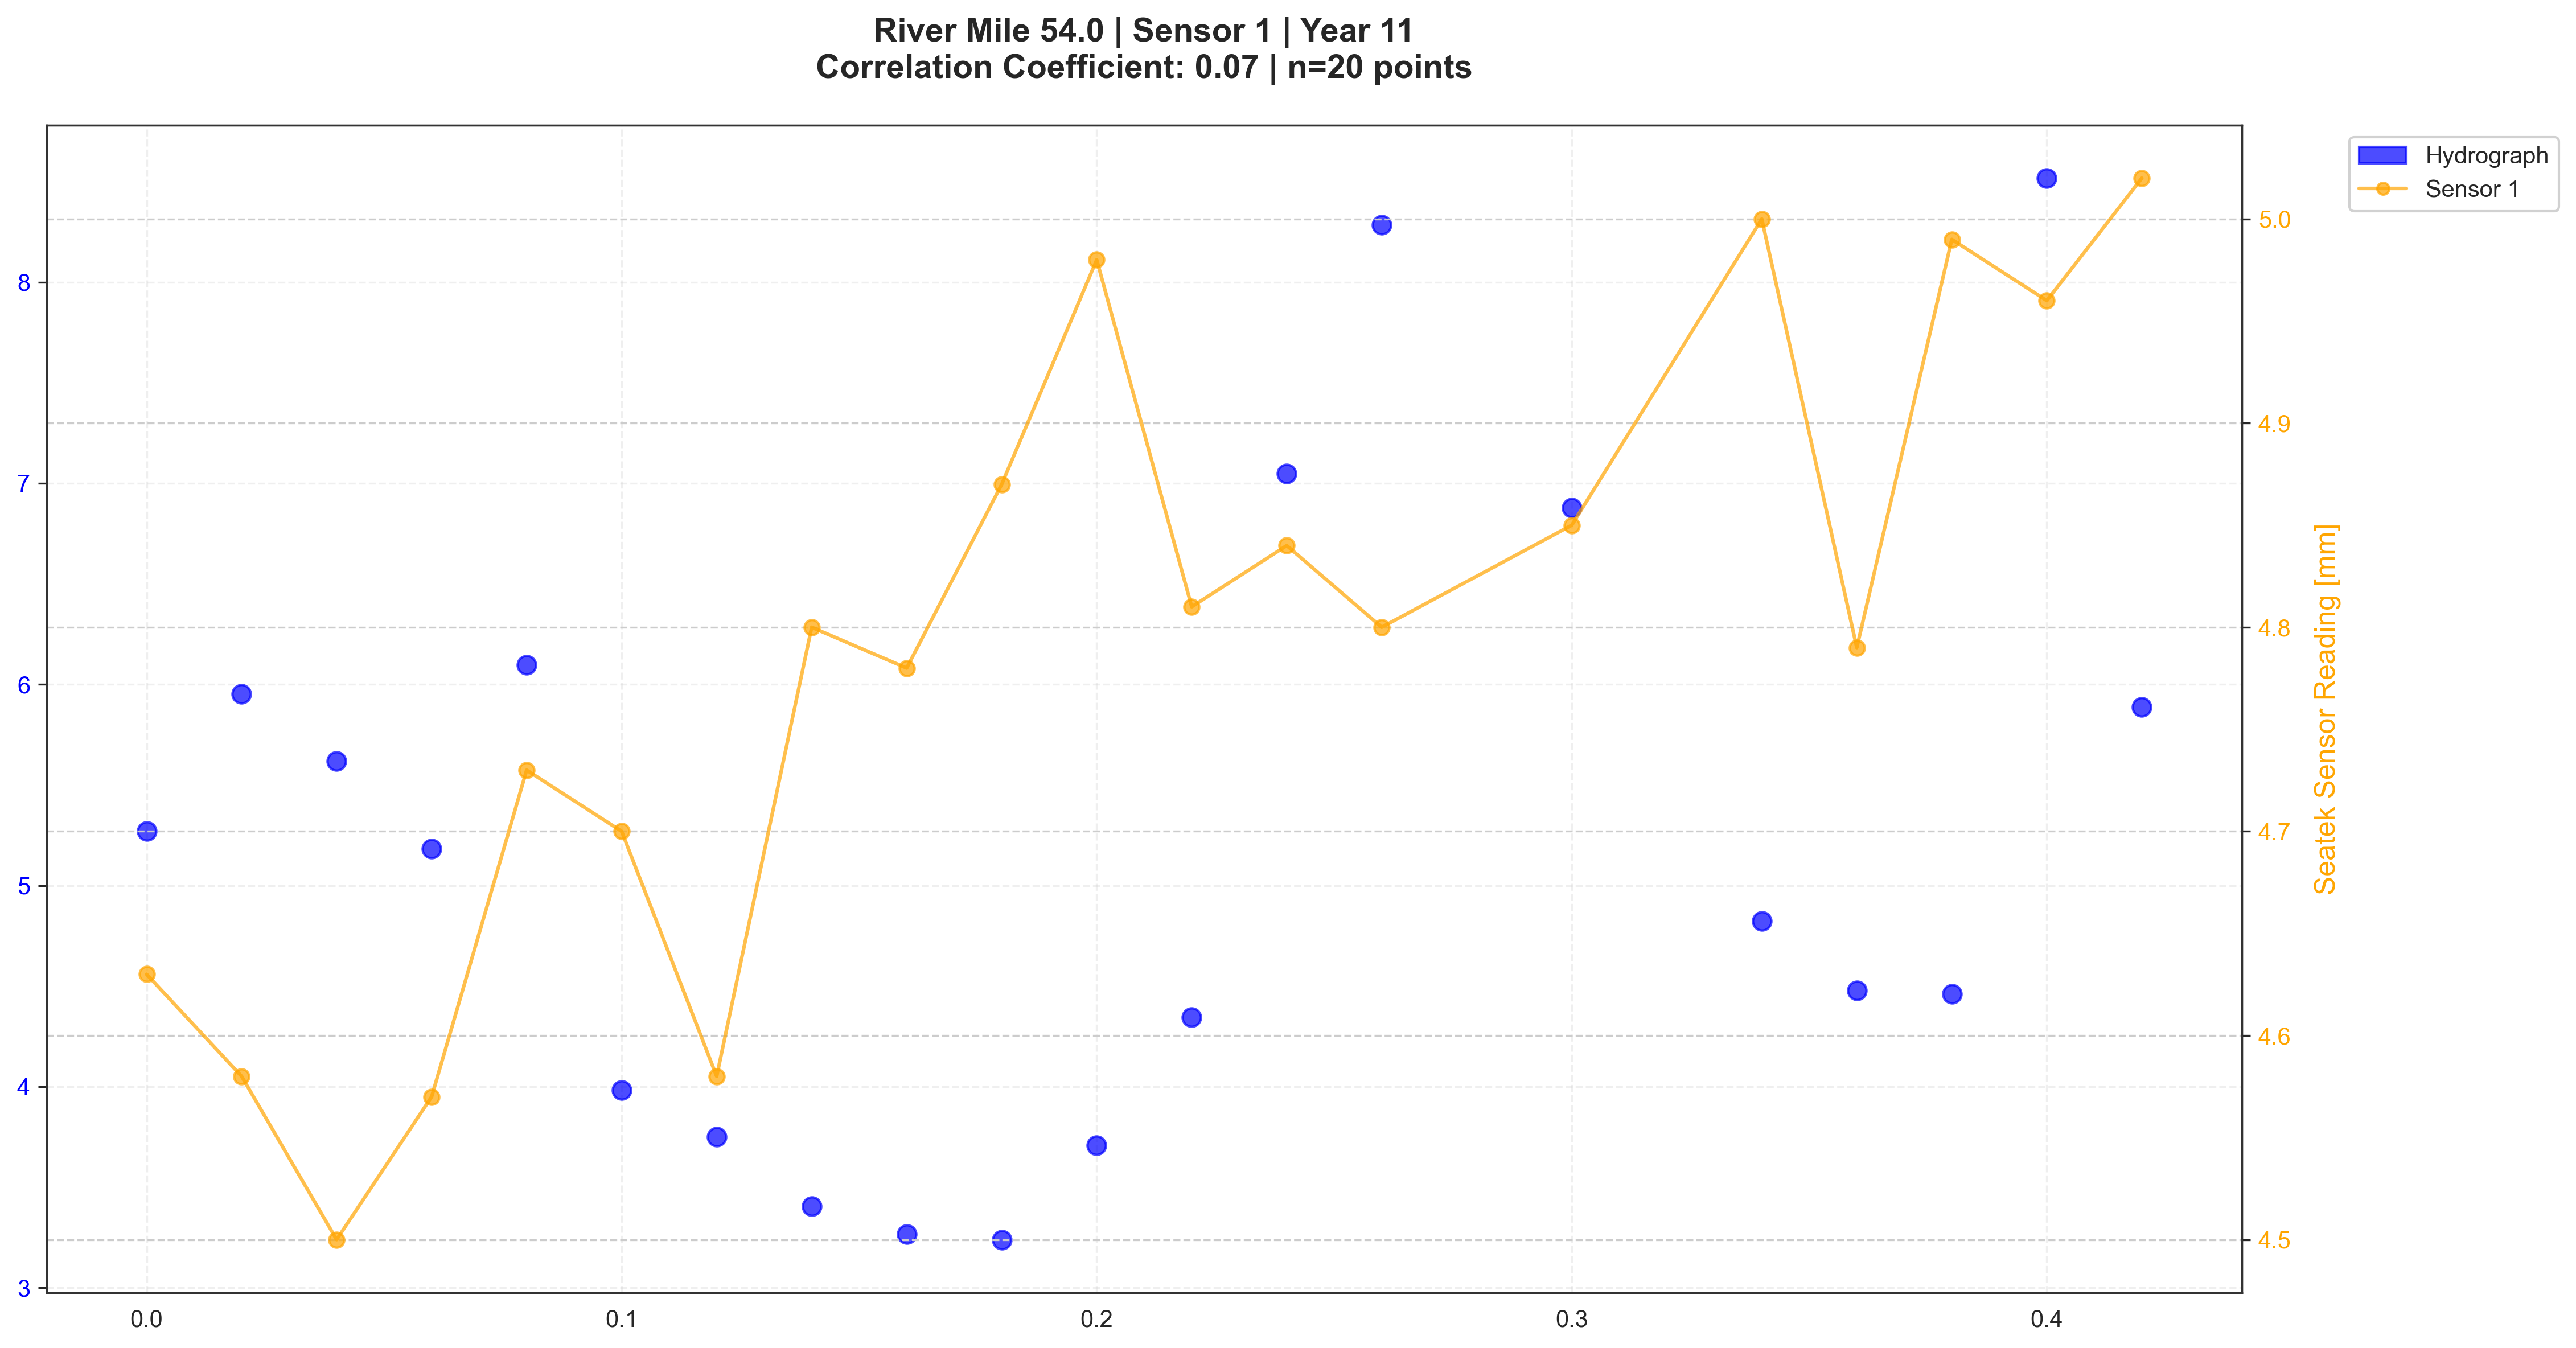 River Mile 54.0 | Sensor 1 | Year 11
Correlation Coefficient: 0.07 | n=20 points
Hydrograph
Sensor 1
8
7
6
5
4
3
5.0
4.9
4.8
4.7
4.6
4.5
Seatek Sensor Reading [mm]
0.0 0.1 0.2 0.3 0.4